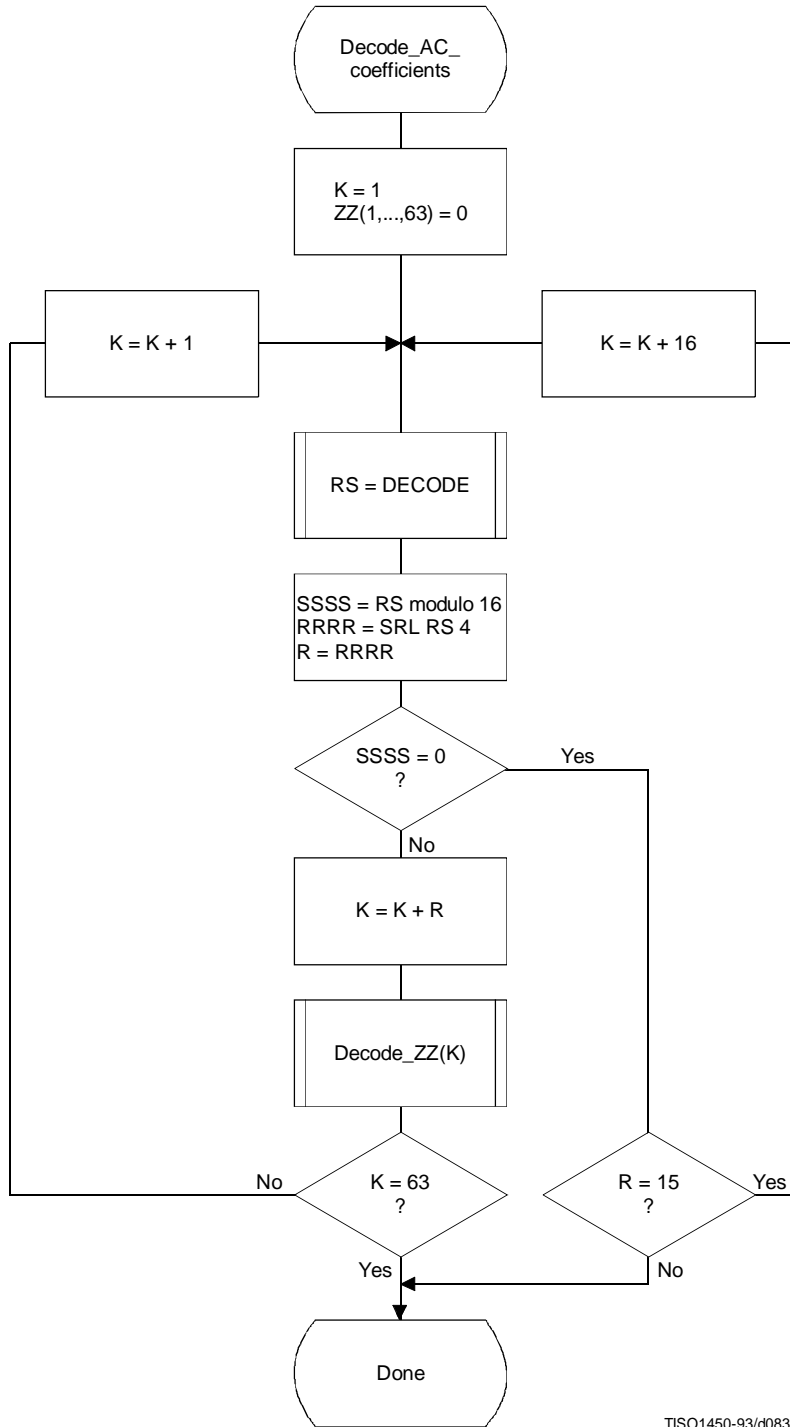 Decode_AC_
coefficients
K = 1
ZZ(1,...,63) = 0
K = K + 1
K = K + 16
RS = DECODE
SSSS = RS modulo 16
RRRR = SRL RS 4
R = RRRR
SSSS = 0
?
Yes
No
K = K + R
Decode_ZZ(K)
No
K = 63
?
R = 15
?
Yes
Yes
No
Done
TISO1450-93/d083